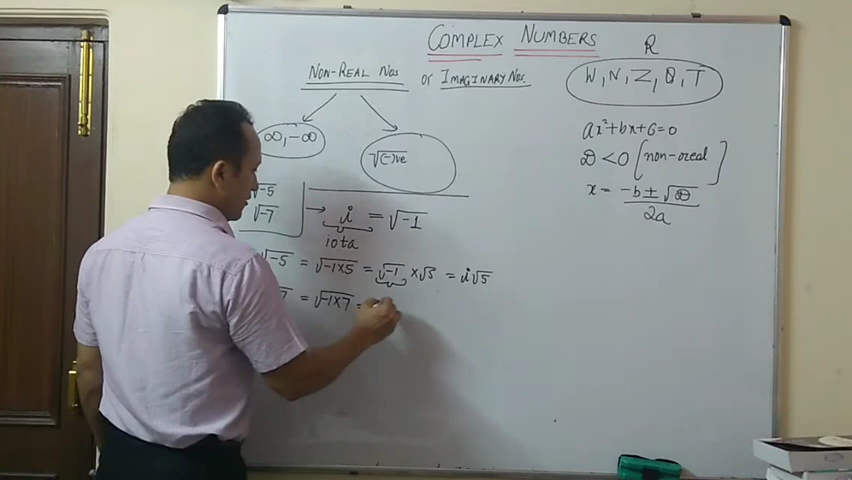 COMPLEX NUMBERS R
NON-REAL Nos or IMAGINARY Nos.
W, N, Z, Q, T
∞, -∞
√(-)ve
ax²+bx+c=0
D < 0 [non-real]
x = -b ± √D / 2a
√-5
√-7
→ i = √-1
iota
√-5 = √-1×5 = √-1 × √5 = i√5
7 = √-1×7 =